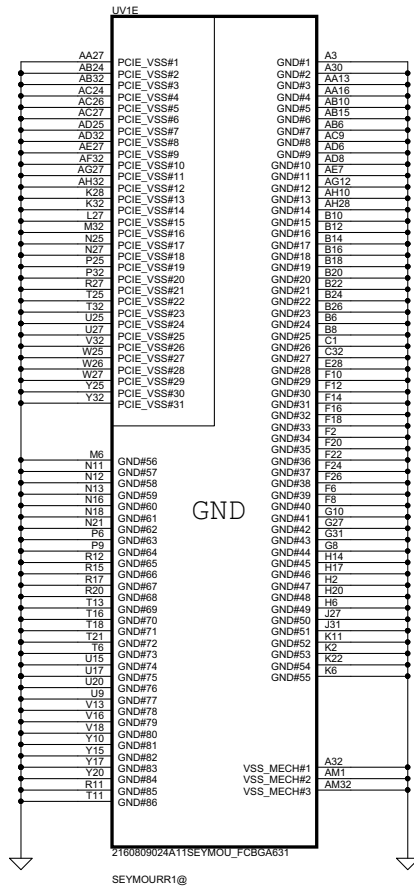 UV1E
AA27 PCIE_VSS#1
AB24 PCIE_VSS#2
AB32 PCIE_VSS#3
AC24 PCIE_VSS#4
AC26 PCIE_VSS#5
AC27 PCIE_VSS#6
AD25 PCIE_VSS#7
AD32 PCIE_VSS#8
AE27 PCIE_VSS#9
AF32 PCIE_VSS#10
AG27 PCIE_VSS#11
AH32 PCIE_VSS#12
K28 PCIE_VSS#13
K32 PCIE_VSS#14
L27 PCIE_VSS#15
M32 PCIE_VSS#16
N25 PCIE_VSS#17
N27 PCIE_VSS#18
P25 PCIE_VSS#19
P32 PCIE_VSS#20
R27 PCIE_VSS#21
T25 PCIE_VSS#22
T32 PCIE_VSS#23
U25 PCIE_VSS#24
U27 PCIE_VSS#25
V32 PCIE_VSS#26
W25 PCIE_VSS#27
W26 PCIE_VSS#28
W27 PCIE_VSS#29
Y25 PCIE_VSS#30
Y32 PCIE_VSS#31
M6 GND#56
N11 GND#57
N12 GND#58
N13 GND#59
N16 GND#60
N18 GND#61
N21 GND#62
P6 GND#63
P9 GND#64
R12 GND#65
R15 GND#66
R17 GND#67
R20 GND#68
T13 GND#69
T16 GND#70
T18 GND#71
T21 GND#72
T6 GND#73
U15 GND#74
U17 GND#75
U20 GND#76
U9 GND#77
V13 GND#78
V16 GND#79
V18 GND#80
Y10 GND#81
Y15 GND#82
Y17 GND#83
Y20 GND#84
R11 GND#85
T11 GND#86
GND
GND#1 A3
GND#2 A30
GND#3 AA13
GND#4 AA16
GND#5 AB10
GND#6 AB15
GND#7 AB6
GND#8 AC9
GND#9 AD6
GND#10 AD8
GND#11 AE7
GND#12 AG12
GND#13 AH10
GND#14 AH28
GND#15 B10
GND#16 B12
GND#17 B14
GND#18 B16
GND#19 B18
GND#20 B20
GND#21 B22
GND#22 B24
GND#23 B26
GND#24 B6
GND#25 B8
GND#26 C1
GND#27 C32
GND#28 E28
GND#29 F10
GND#30 F12
GND#31 F14
GND#32 F16
GND#33 F18
GND#34 F2
GND#35 F20
GND#36 F22
GND#37 F24
GND#38 F26
GND#39 F6
GND#40 F8
GND#41 G10
GND#42 G27
GND#43 G31
GND#44 G8
GND#45 H14
GND#46 H17
GND#47 H2
GND#48 H20
GND#49 H6
GND#50 J27
GND#51 J31
GND#52 K11
GND#53 K2
GND#54 K22
GND#55 K6
VSS_MECH#1 A32
VSS_MECH#2 AM1
VSS_MECH#3 AM32
2160809024A11SEYMOU_FCBGA631
SEYMOURR1@